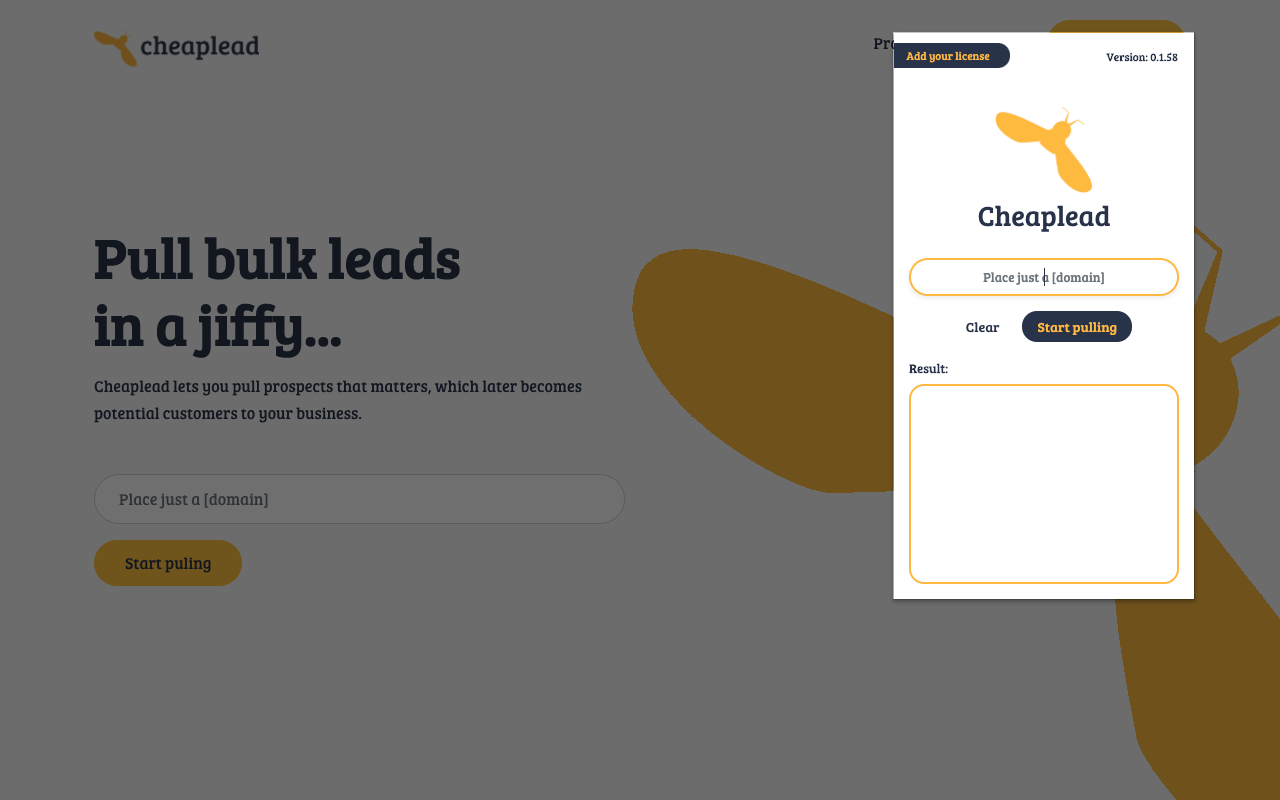 cheaplead
Pro
Add your license
Version: 0.1.58
Cheaplead
Place just a [domain]
Clear
Start pulling
Result:
Pull bulk leads
in a jiffy...
Cheaplead lets you pull prospects that matters, which later becomes
potential customers to your business.
Place just a [domain]
Start puling